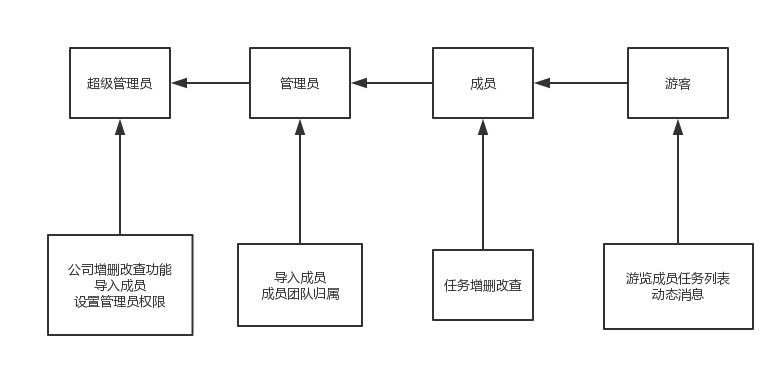 超级管理员
管理员
成员
游客
公司增删改查功能
导入成员
设置管理员权限
导入成员
成员团队归属
任务增删改查
游览成员任务列表
动态消息